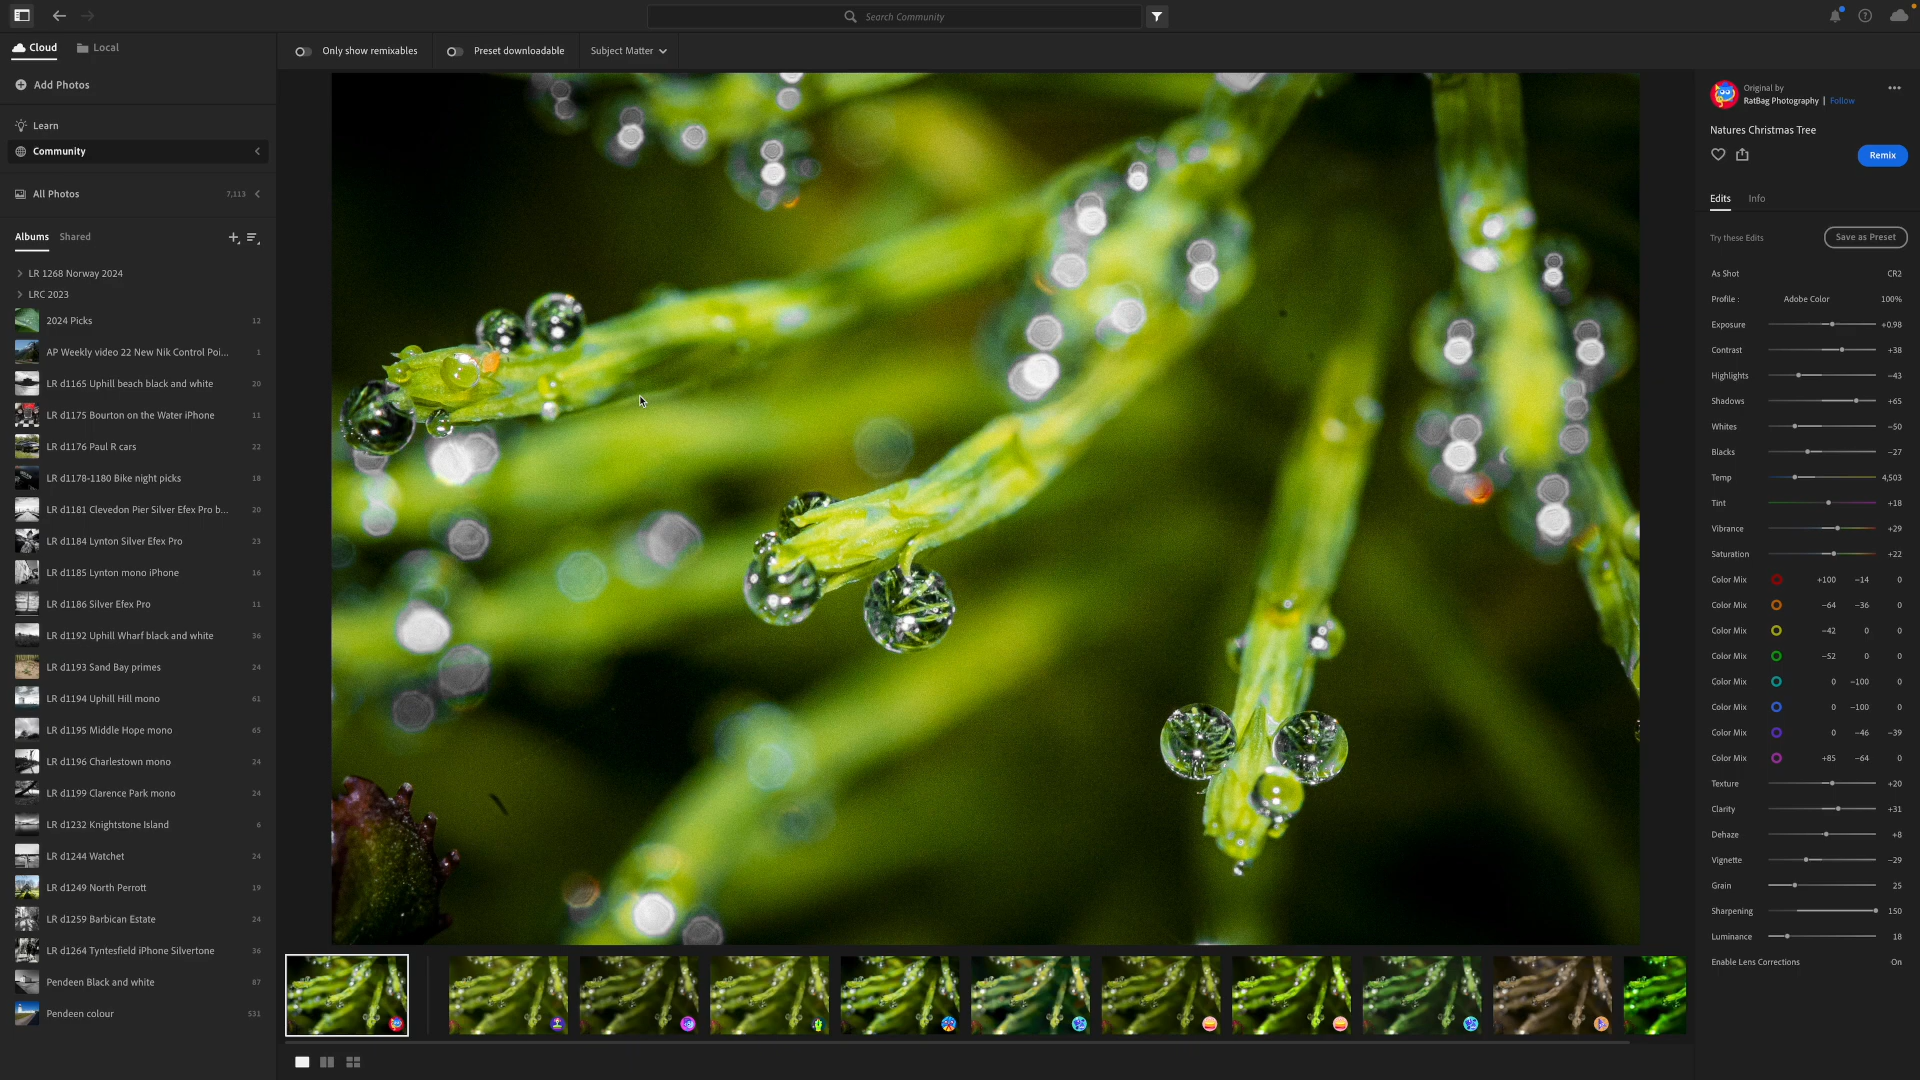 Search Community
Cloud
Local
Only show remixables
Preset downloadable
Subject Matter
Add Photos
Learn
Community
All Photos 7,113
Albums
Shared
LR 1268 Norway 2024
LRC 2023
2024 Picks 12
AP Weekly video 22 New Nik Control Poi... 1
LR d1165 Uphill beach black and white 20
LR d1175 Bourton on the Water iPhone 11
LR d1176 Paul R cars 22
LR d1178-1180 Bike night picks 18
LR d1181 Clevedon Pier Silver Efex Pro b... 20
LR d1184 Lynton Silver Efex Pro 23
LR d1185 Lynton mono iPhone 16
LR d1186 Silver Efex Pro 11
LR d1192 Uphill Wharf black and white 36
LR d1193 Sand Bay primes 24
LR d1194 Uphill Hill mono 61
LR d1195 Middle Hope mono 65
LR d1196 Charlestown mono 24
LR d1199 Clarence Park mono 24
LR d1232 Knightstone Island 6
LR d1244 Watchet 24
LR d1249 North Perrott 19
LR d1259 Barbican Estate 24
LR d1264 Tyntesfield iPhone Silvertone 36
Pendeen Black and white 87
Pendeen colour 531
Original by
RatBag Photography | Follow
Natures Christmas Tree
Remix
Edits
Info
Try these Edits
Save as Preset
As Shot CR2
Profile : Adobe Color 100%
Exposure +0.98
Contrast +38
Highlights −43
Shadows +65
Whites −50
Blacks −27
Temp 4,503
Tint +18
Vibrance +29
Saturation +22
Color Mix +100 −14 0
Color Mix −64 −36 0
Color Mix −42 0 0
Color Mix −52 0 0
Color Mix 0 −100 0
Color Mix 0 −100 0
Color Mix 0 −46 −39
Color Mix +85 −64 0
Texture +20
Clarity +31
Dehaze +8
Vignette −29
Grain 25
Sharpening 150
Luminance 18
Enable Lens Corrections On